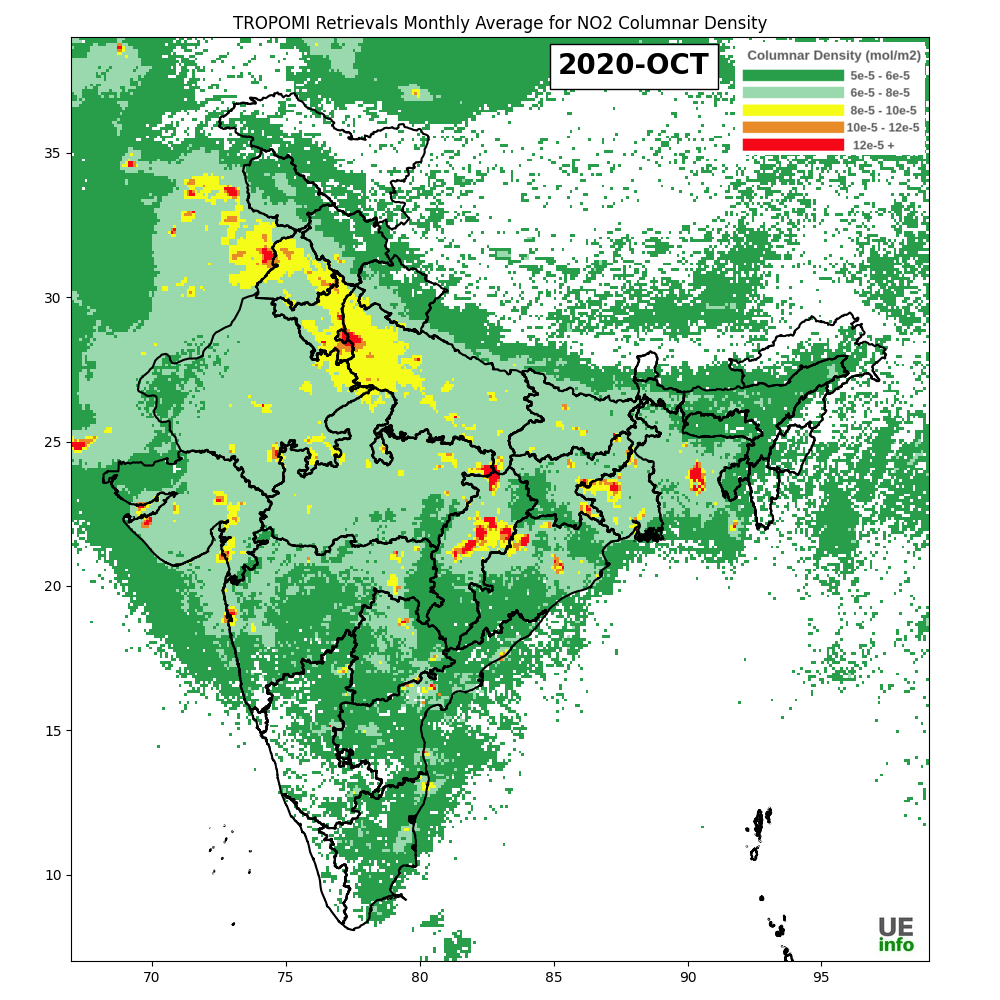 TROPOMI Retrievals Monthly Average for NO2 Columnar Density
2020-OCT
Columnar Density (mol/m2)
5e-5 - 6e-5
6e-5 - 8e-5
8e-5 - 10e-5
10e-5 - 12e-5
12e-5 +
35
30
25
20
15
10
70 75 80 85 90 95
UE
info